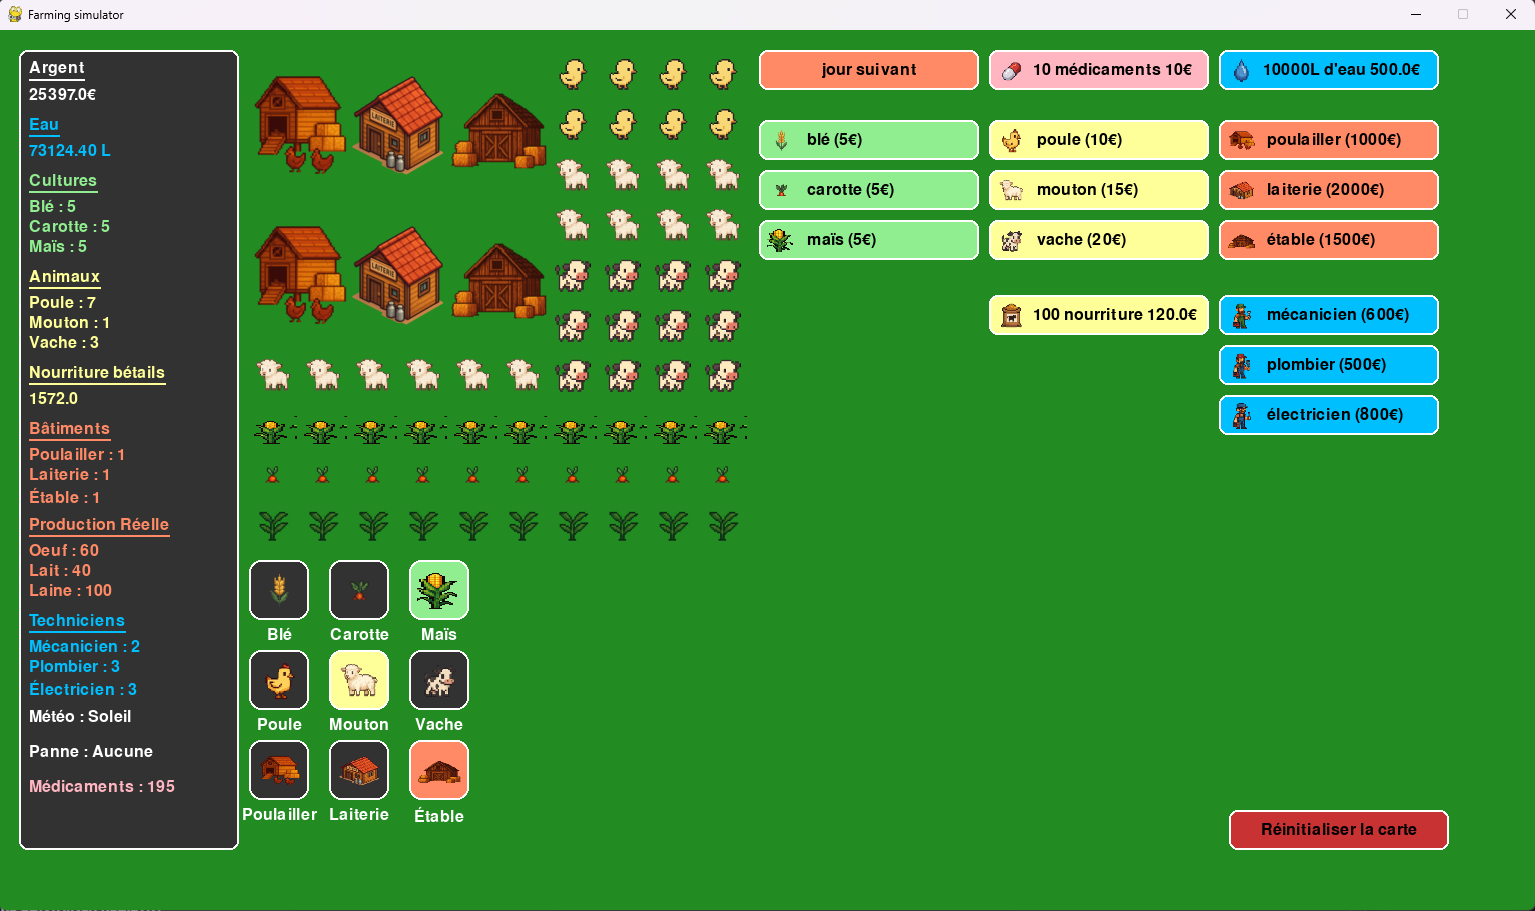 Farming simulator
Argent
25397.0€
Eau
73124.40 L
Cultures
Blé : 5
Carotte : 5
Maïs : 5
Animaux
Poule : 7
Mouton : 1
Vache : 3
Nourriture bétails
1572.0
Bâtiments
Poulailler : 1
Laiterie : 1
Étable : 1
Production Réelle
Oeuf : 60
Lait : 40
Laine : 100
Techniciens
Mécanicien : 2
Plombier : 3
Électricien : 3
Météo : Soleil
Panne : Aucune
Médicaments : 195
LAITERIE
LAITERIE
Blé
Carotte
Maïs
Poule
Mouton
Vache
Poulailler
Laiterie
Étable
jour suivant
10 médicaments 10€
10000L d'eau 500.0€
blé (5€)
poule (10€)
poulailler (1000€)
carotte (5€)
mouton (15€)
laiterie (2000€)
maïs (5€)
vache (20€)
étable (1500€)
100 nourriture 120.0€
mécanicien (600€)
plombier (500€)
électricien (800€)
Réinitialiser la carte